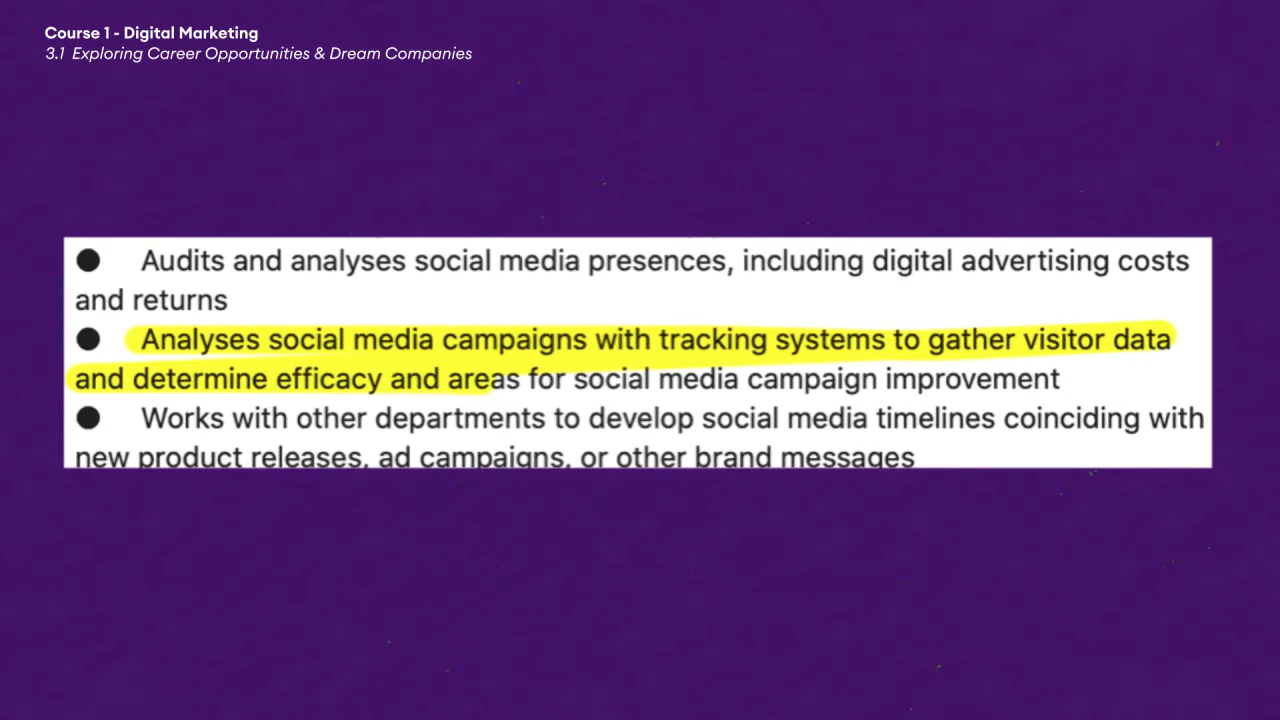 Course 1 - Digital Marketing
3.1 Exploring Career Opportunities & Dream Companies
● Audits and analyses social media presences, including digital advertising costs
and returns
● Analyses social media campaigns with tracking systems to gather visitor data
and determine efficacy and areas for social media campaign improvement
● Works with other departments to develop social media timelines coinciding with
new product releases, ad campaigns, or other brand messages